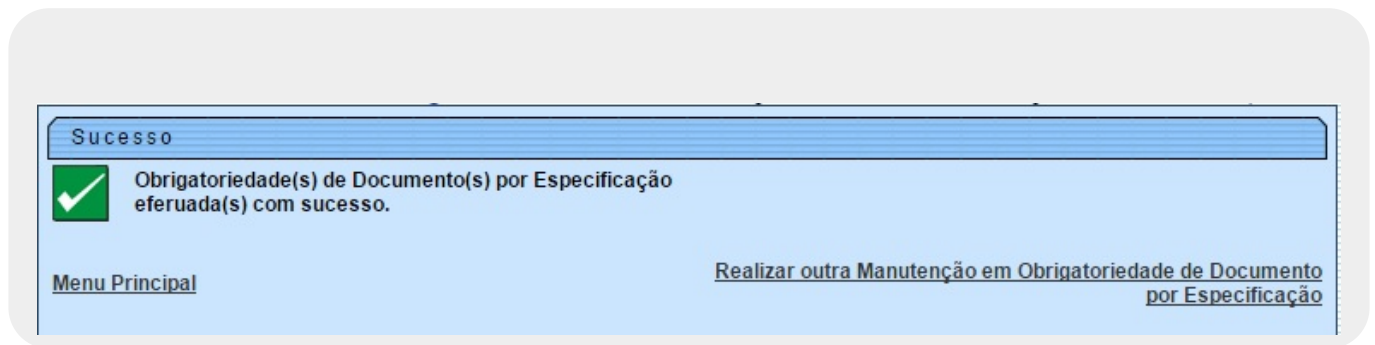 Sucesso
Obrigatoriedade(s) de Documento(s) por Especificação
eferuada(s) com sucesso.
Menu Principal
Realizar outra Manutenção em Obrigatoriedade de Documento
por Especificação